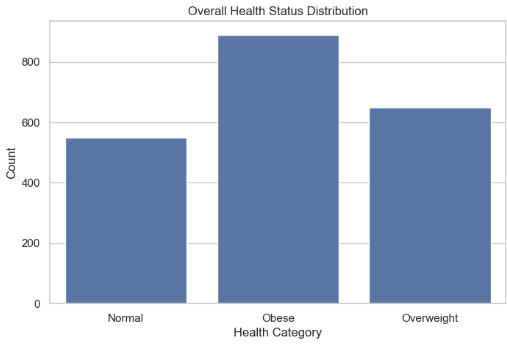 Overall Health Status Distribution
Count
800
600
400
200
0
Normal
Obese
Overweight
Health Category